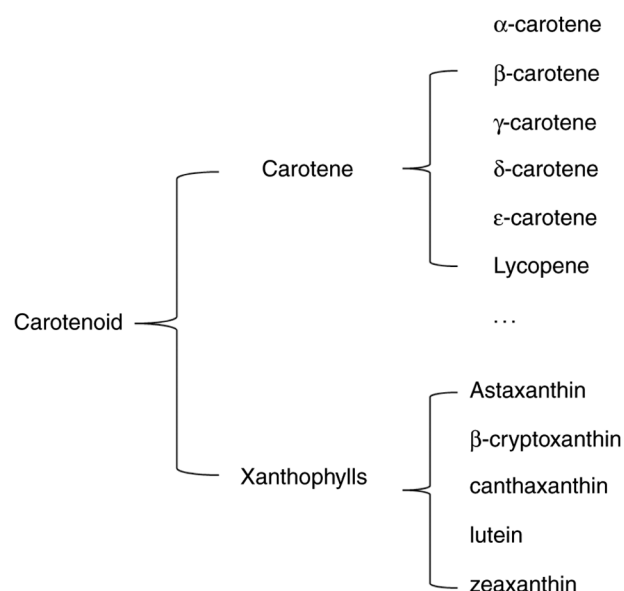 α-carotene
β-carotene
γ-carotene
Carotene
δ-carotene
ε-carotene
Lycopene
Carotenoid
...
Astaxanthin
β-cryptoxanthin
Xanthophylls
canthaxanthin
lutein
zeaxanthin